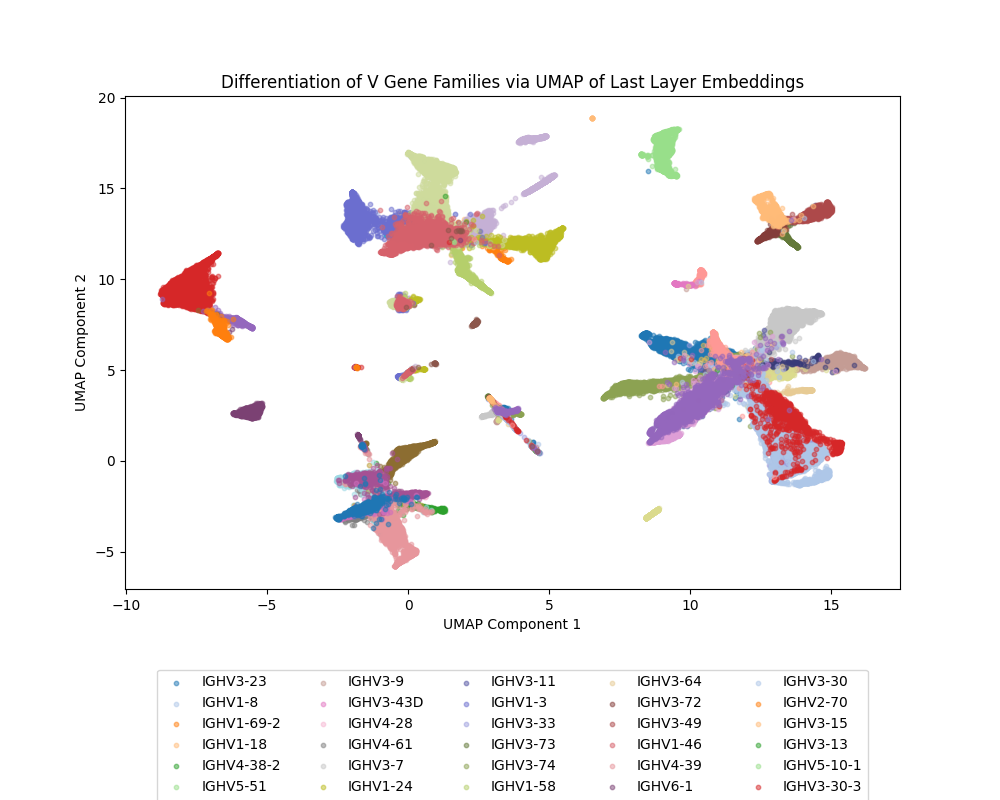 Differentiation of V Gene Families via UMAP of Last Layer Embeddings
20
15
10
5
0
−5
UMAP Component 2
−10 −5 0 5 10 15
UMAP Component 1
IGHV3-23 IGHV3-9 IGHV3-11 IGHV3-64 IGHV3-30
IGHV1-8 IGHV3-43D IGHV1-3 IGHV3-72 IGHV2-70
IGHV1-69-2 IGHV4-28 IGHV3-33 IGHV3-49 IGHV3-15
IGHV1-18 IGHV4-61 IGHV3-73 IGHV1-46 IGHV3-13
IGHV4-38-2 IGHV3-7 IGHV3-74 IGHV4-39 IGHV5-10-1
IGHV5-51 IGHV1-24 IGHV1-58 IGHV6-1 IGHV3-30-3